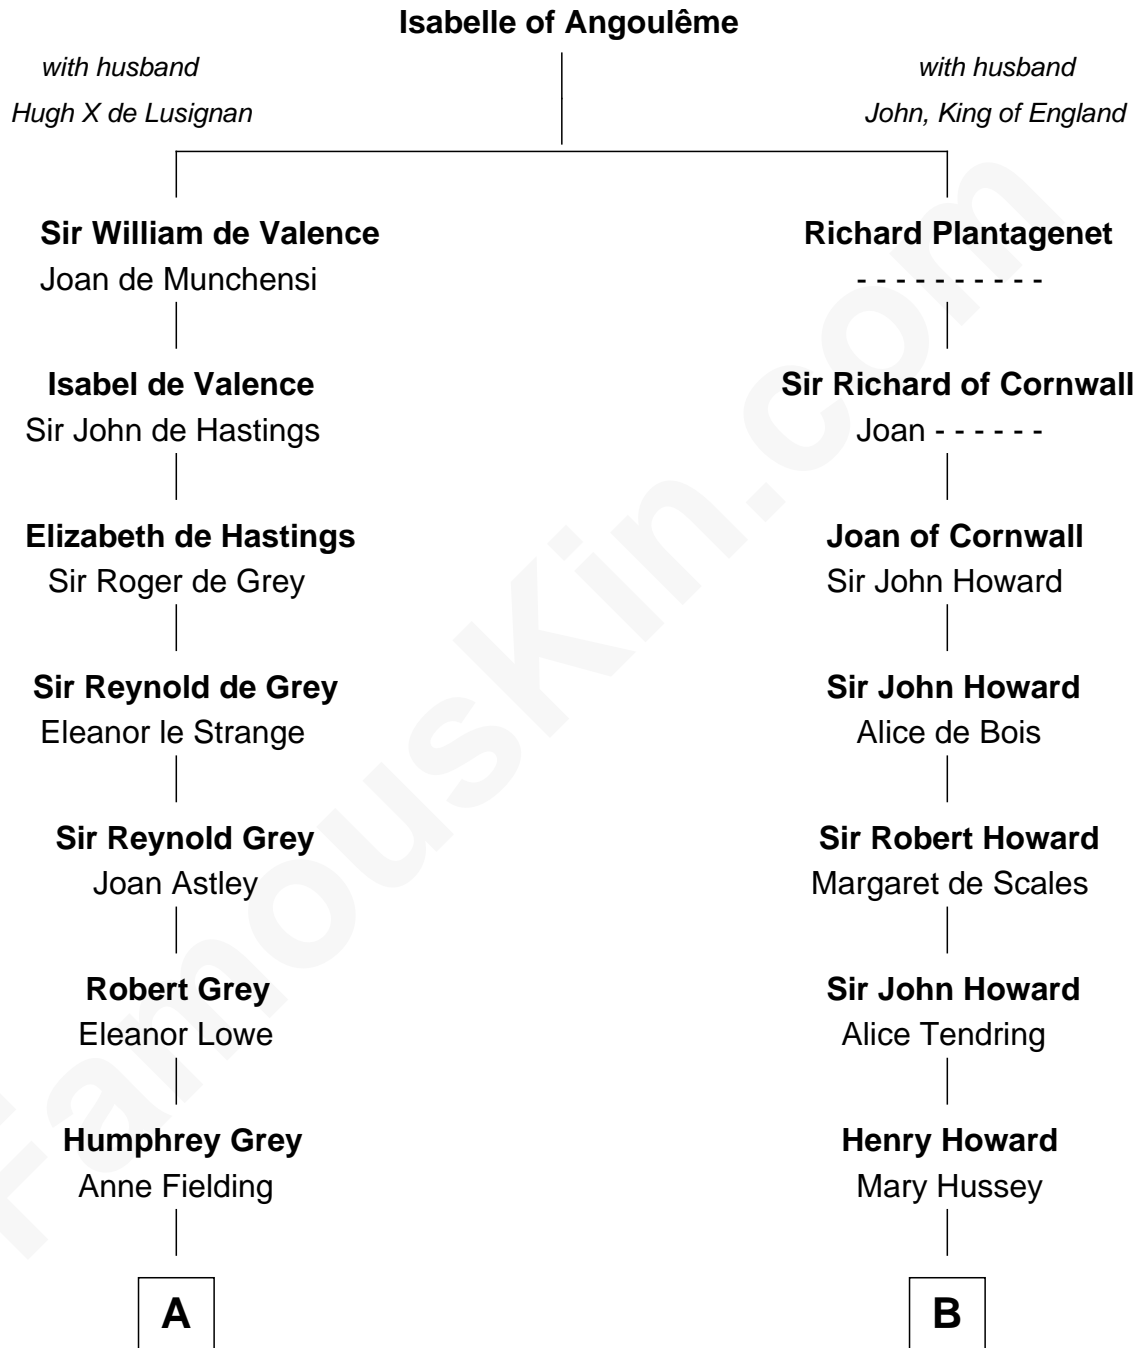 Isabelle of Angoulême
with husband
Hugh X de Lusignan
with husband
John, King of England
Sir William de Valence
Joan de Munchensi
Richard Plantagenet
- - - - - - - - - -
Isabel de Valence
Sir John de Hastings
Sir Richard of Cornwall
Joan - - - - - -
Elizabeth de Hastings
Sir Roger de Grey
Joan of Cornwall
Sir John Howard
Sir Reynold de Grey
Eleanor le Strange
Sir John Howard
Alice de Bois
Sir Reynold Grey
Joan Astley
Sir Robert Howard
Margaret de Scales
Robert Grey
Eleanor Lowe
Sir John Howard
Alice Tendring
Humphrey Grey
Anne Fielding
Henry Howard
Mary Hussey
A
B
FamousKin.com